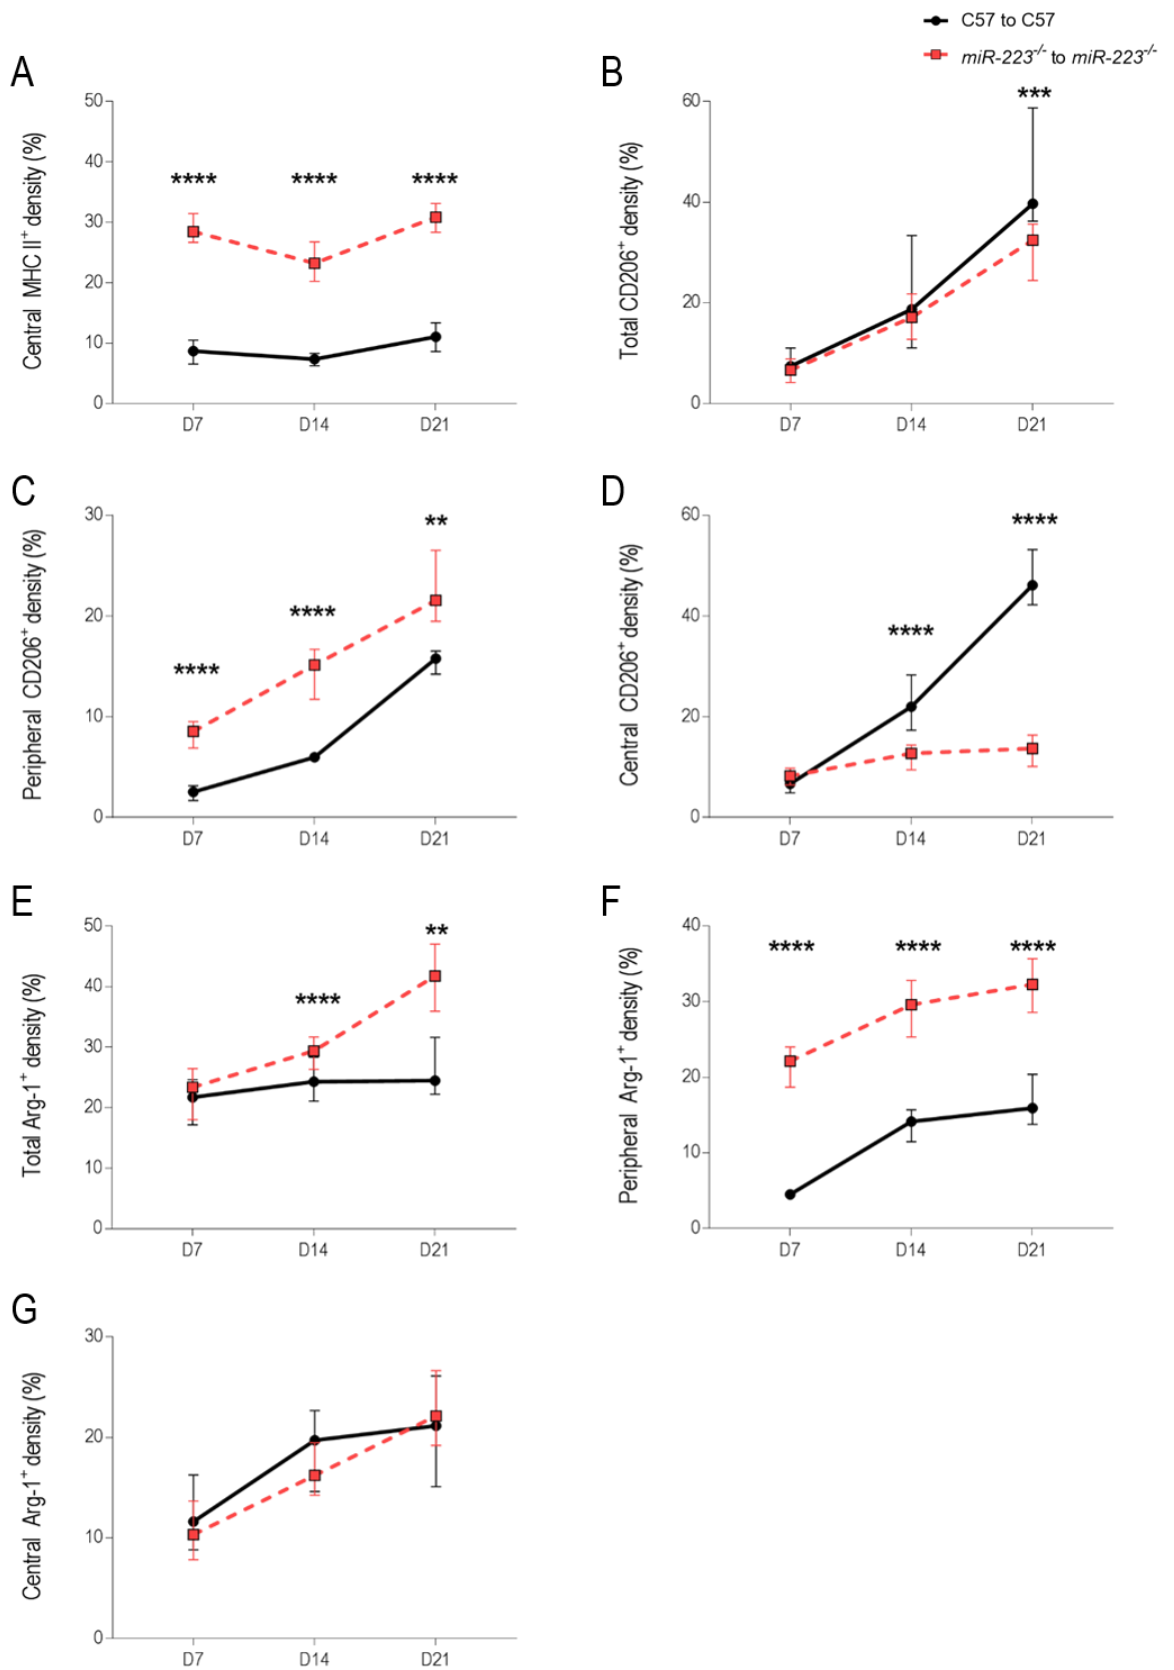 C57 to C57
miR-223-/- to miR-223-/-
A
Central MHC II+ density (%)
50
40
30
20
10
0
****
****
****
D7
D14
D21
B
Total CD206+ density (%)
60
40
20
0
***
D7
D14
D21
C
Peripheral CD206+ density (%)
30
20
10
0
****
****
**
D7
D14
D21
D
Central CD206+ density (%)
60
40
20
0
****
****
D7
D14
D21
E
Total Arg-1+ density (%)
50
40
30
20
10
0
****
**
D7
D14
D21
F
Peripheral Arg-1+ density (%)
40
30
20
10
0
****
****
****
D7
D14
D21
G
Central Arg-1+ density (%)
30
20
10
0
D7
D14
D21